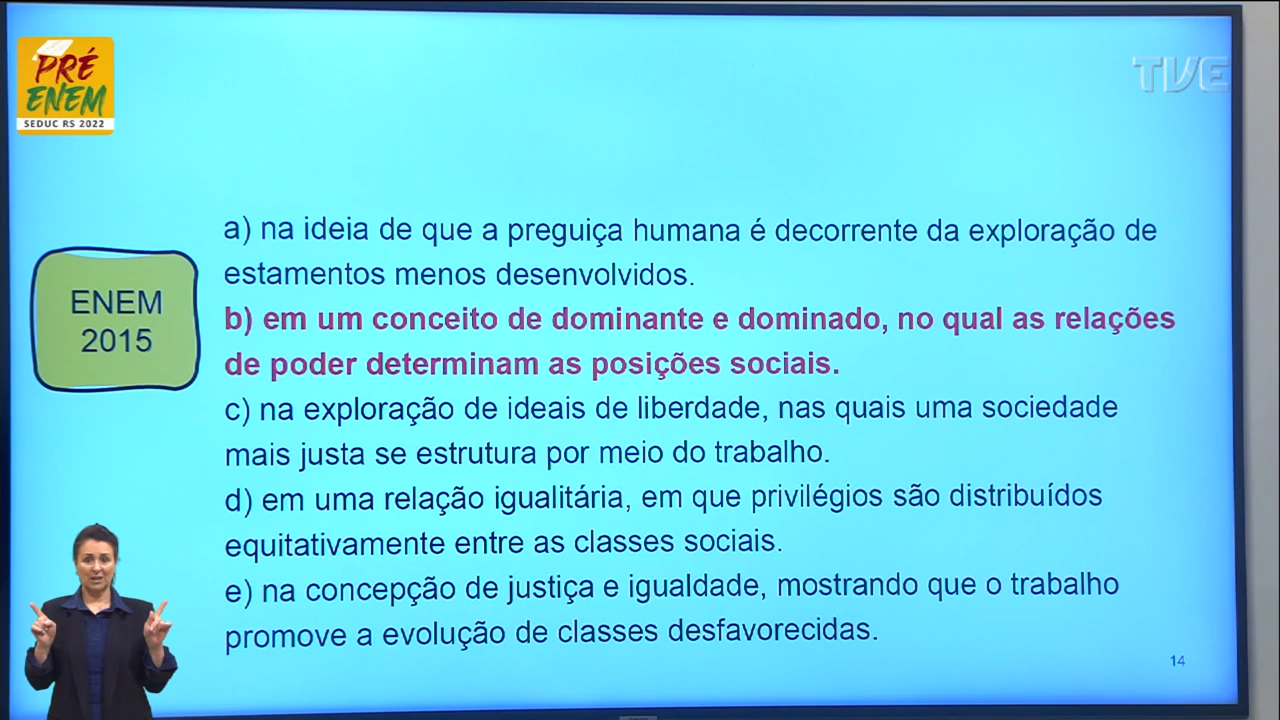 PRÉ
ENEM
SEDUC RS 2022
TVE
a) na ideia de que a preguiça humana é decorrente da exploração de
estamentos menos desenvolvidos.
ENEM
2015
b) em um conceito de dominante e dominado, no qual as relações
de poder determinam as posições sociais.
c) na exploração de ideais de liberdade, nas quais uma sociedade
mais justa se estrutura por meio do trabalho.
d) em uma relação igualitária, em que privilégios são distribuídos
equitativamente entre as classes sociais.
e) na concepção de justiça e igualdade, mostrando que o trabalho
promove a evolução de classes desfavorecidas.
14